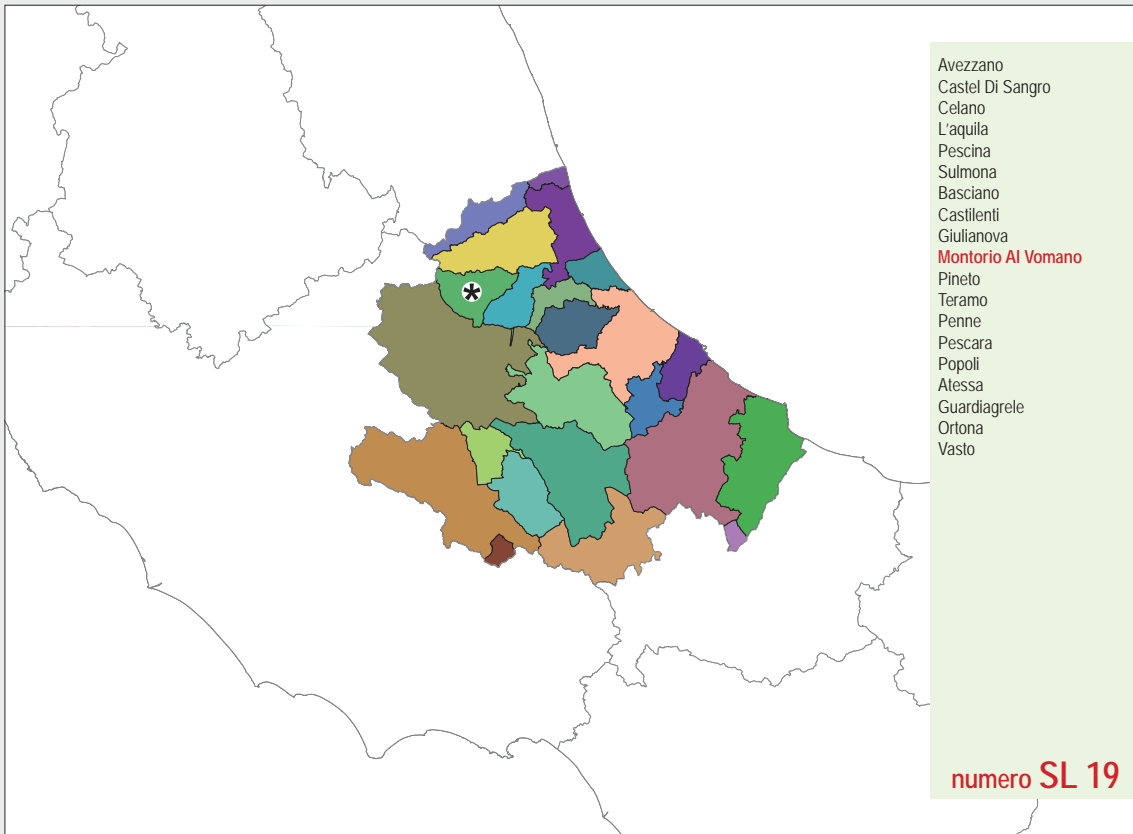 Avezzano
Castel Di Sangro
Celano
L'aquila
Pescina
Sulmona
Basciano
Castilenti
Giulianova
Montorio Al Vomano
Pineto
Teramo
Penne
Pescara
Popoli
Atessa
Guardiagrele
Ortona
Vasto
*
numero SL 19